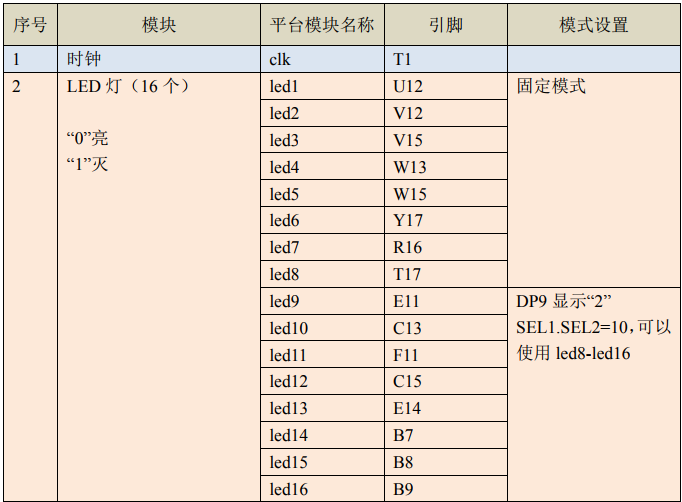 序号 模块 平台模块名称 引脚 模式设置
1 时钟 clk T1
2 LED 灯（16 个） led1 U12 固定模式
led2 V12
“0”亮 led3 V15
“1”灭 led4 W13
led5 W15
led6 Y17
led7 R16
led8 T17
led9 E11 DP9 显示“2”
led10 C13 SEL1.SEL2=10，可以
led11 F11 使用 led8-led16
led12 C15
led13 E14
led14 B7
led15 B8
led16 B9